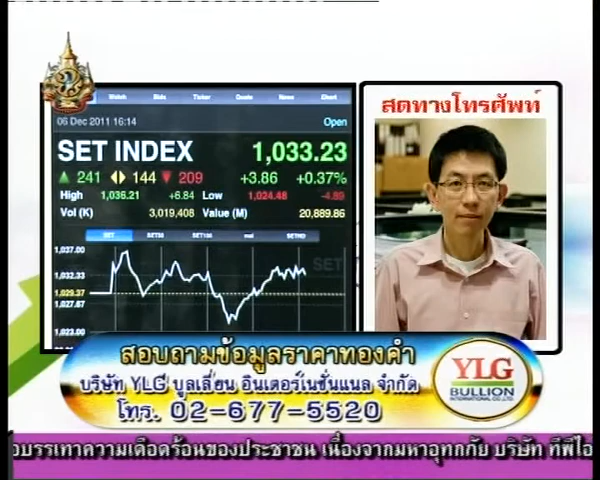 สดทางโทรศัพท์
Watch Bids Ticker Quote News Chart
06 Dec 2011 16:14 Open
SET INDEX 1,033.23
241 144 209 +3.86 +0.37%
High 1,036.21 +6.84 Low 1,024.48 -4.89
Vol (K) 3,019,408 Value (M) 20,889.86
SET SET50 SET100 mai SETHD
1,037.00
1,032.33
1,029.37
1,027.67
1,023.00
SET
สอบถามข้อมูลราคาทองคำ
บริษัท YLG บูลเลี่ยน อินเตอร์เนชั่นแนล จำกัด
โทร. 02-677-5520
YLG
BULLION
INTERNATIONAL CO.,LTD.
อบรรเทาความเดือดร้อนของประชาชน เนื่องจากมหาอุทกภัย บริษัท ทีพีไอ